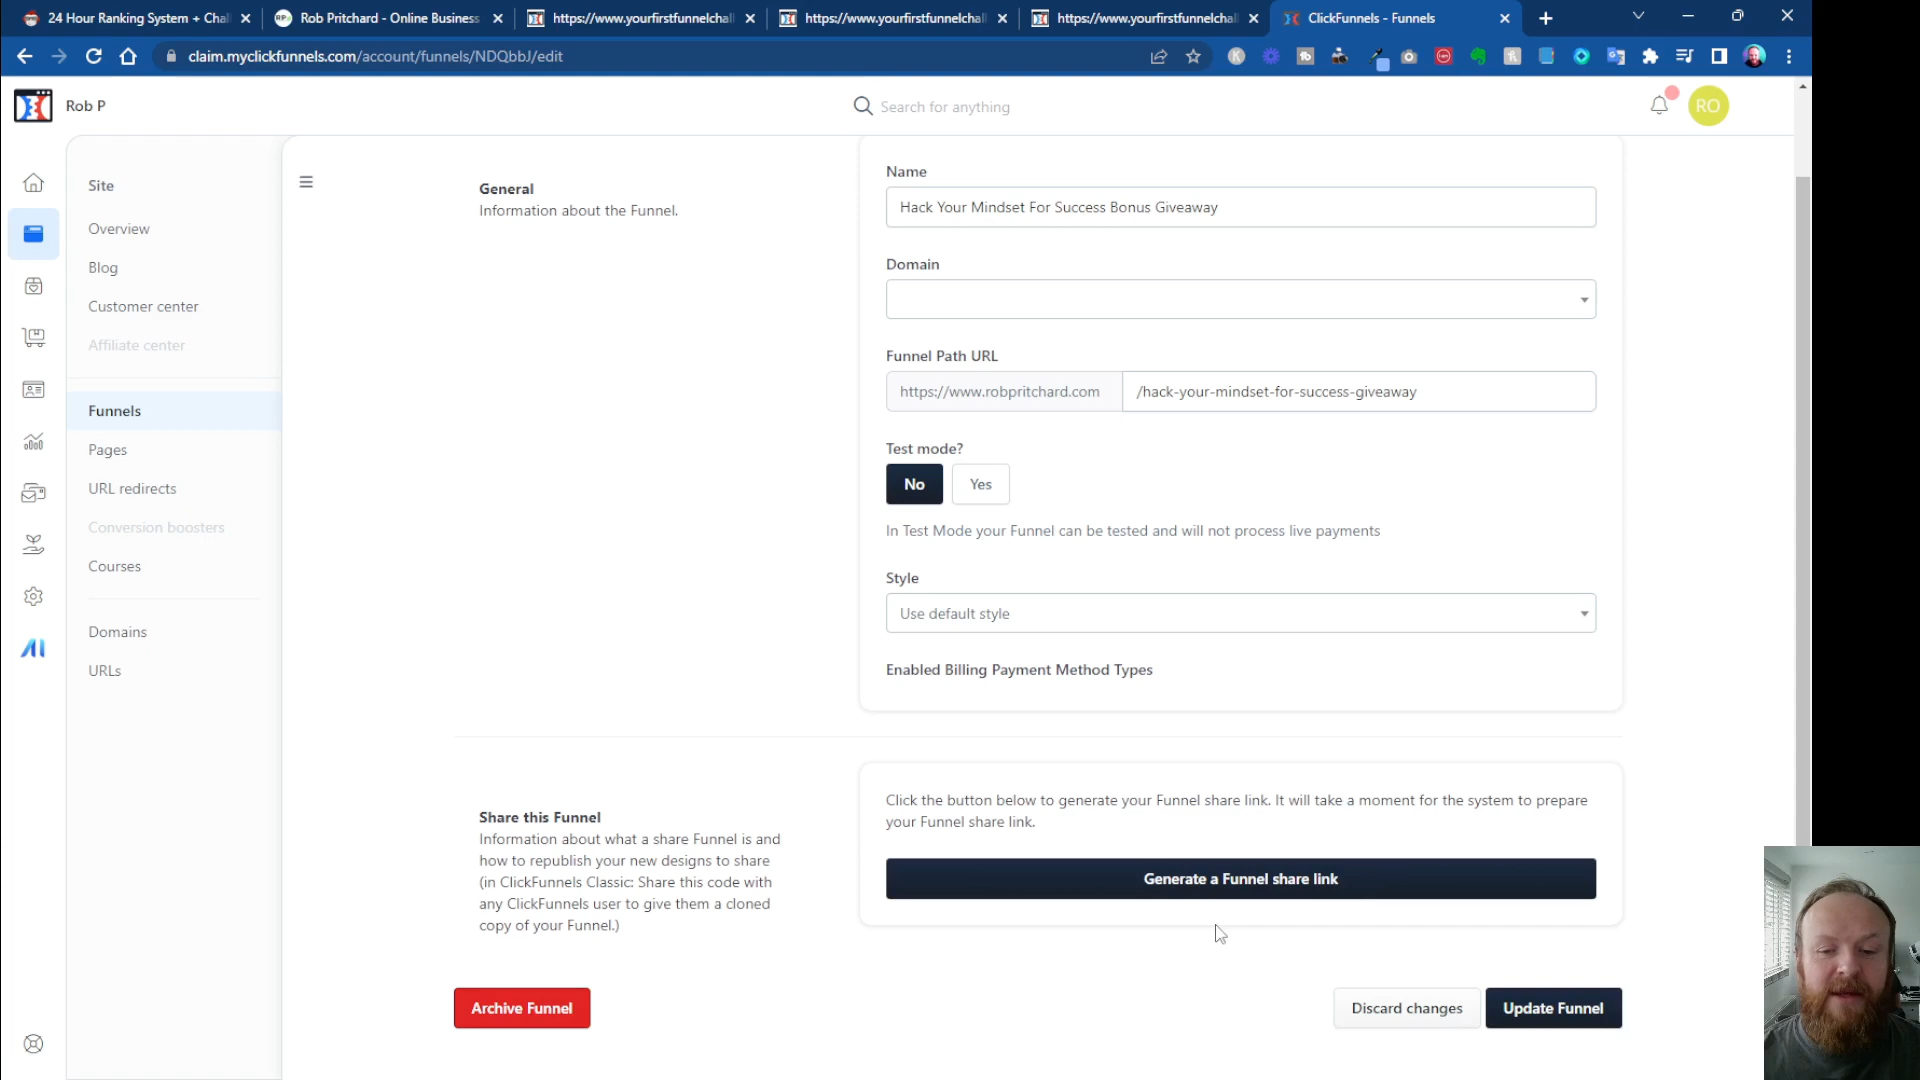 24 Hour Ranking System + Chal
Rob Pritchard - Online Business
https://www.yourfirstfunnelchal
https://www.yourfirstfunnelchal
https://www.yourfirstfunnelchal
ClickFunnels - Funnels
claim.myclickfunnels.com/account/funnels/NDQbbJ/edit
Rob P
Search for anything
RO
Site
Overview
Blog
Customer center
Affiliate center
Funnels
Pages
URL redirects
Conversion boosters
Courses
Domains
URLs
AI
General
Information about the Funnel.
Name
Hack Your Mindset For Success Bonus Giveaway
Domain
Funnel Path URL
https://www.robpritchard.com
/hack-your-mindset-for-success-giveaway
Test mode?
No
Yes
In Test Mode your Funnel can be tested and will not process live payments
Style
Use default style
Enabled Billing Payment Method Types
Share this Funnel
Information about what a share Funnel is and
how to republish your new designs to share
(in ClickFunnels Classic: Share this code with
any ClickFunnels user to give them a cloned
copy of your Funnel.)
Click the button below to generate your Funnel share link. It will take a moment for the system to prepare
your Funnel share link.
Generate a Funnel share link
Archive Funnel
Discard changes
Update Funnel